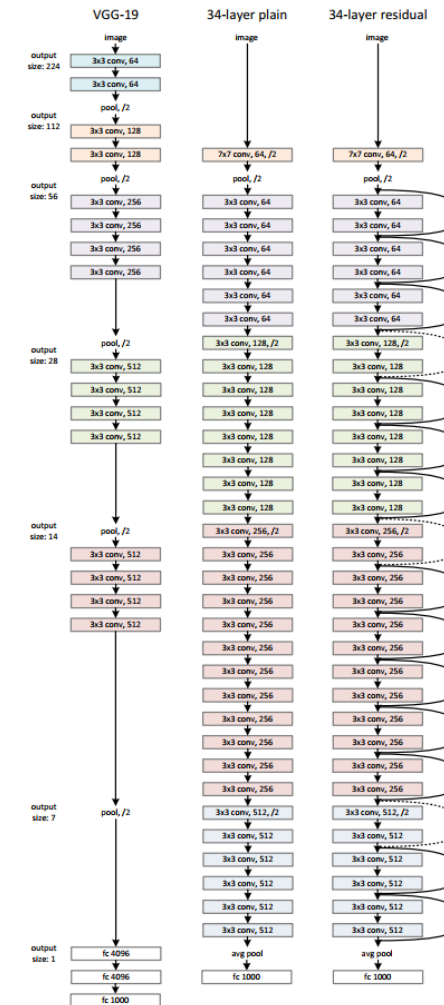 VGG-19
34-layer plain
34-layer residual
output
size: 224
output
size: 112
output
size: 56
output
size: 28
output
size: 14
output
size: 7
output
size: 1
image
3x3 conv, 64
3x3 conv, 64
pool, /2
3x3 conv, 128
3x3 conv, 128
pool, /2
3x3 conv, 256
3x3 conv, 256
3x3 conv, 256
3x3 conv, 256
pool, /2
3x3 conv, 512
3x3 conv, 512
3x3 conv, 512
3x3 conv, 512
pool, /2
3x3 conv, 512
3x3 conv, 512
3x3 conv, 512
3x3 conv, 512
pool, /2
fc 4096
fc 4096
fc 1000
image
7x7 conv, 64, /2
pool, /2
3x3 conv, 64
3x3 conv, 64
3x3 conv, 64
3x3 conv, 64
3x3 conv, 64
3x3 conv, 64
3x3 conv, 128, /2
3x3 conv, 128
3x3 conv, 128
3x3 conv, 128
3x3 conv, 128
3x3 conv, 128
3x3 conv, 128
3x3 conv, 128
3x3 conv, 256, /2
3x3 conv, 256
3x3 conv, 256
3x3 conv, 256
3x3 conv, 256
3x3 conv, 256
3x3 conv, 256
3x3 conv, 256
3x3 conv, 256
3x3 conv, 256
3x3 conv, 256
3x3 conv, 256
3x3 conv, 512, /2
3x3 conv, 512
3x3 conv, 512
3x3 conv, 512
3x3 conv, 512
3x3 conv, 512
avg pool
fc 1000
image
7x7 conv, 64, /2
pool, /2
3x3 conv, 64
3x3 conv, 64
3x3 conv, 64
3x3 conv, 64
3x3 conv, 64
3x3 conv, 64
3x3 conv, 128, /2
3x3 conv, 128
3x3 conv, 128
3x3 conv, 128
3x3 conv, 128
3x3 conv, 128
3x3 conv, 128
3x3 conv, 128
3x3 conv, 256, /2
3x3 conv, 256
3x3 conv, 256
3x3 conv, 256
3x3 conv, 256
3x3 conv, 256
3x3 conv, 256
3x3 conv, 256
3x3 conv, 256
3x3 conv, 256
3x3 conv, 256
3x3 conv, 256
3x3 conv, 512, /2
3x3 conv, 512
3x3 conv, 512
3x3 conv, 512
3x3 conv, 512
3x3 conv, 512
avg pool
fc 1000